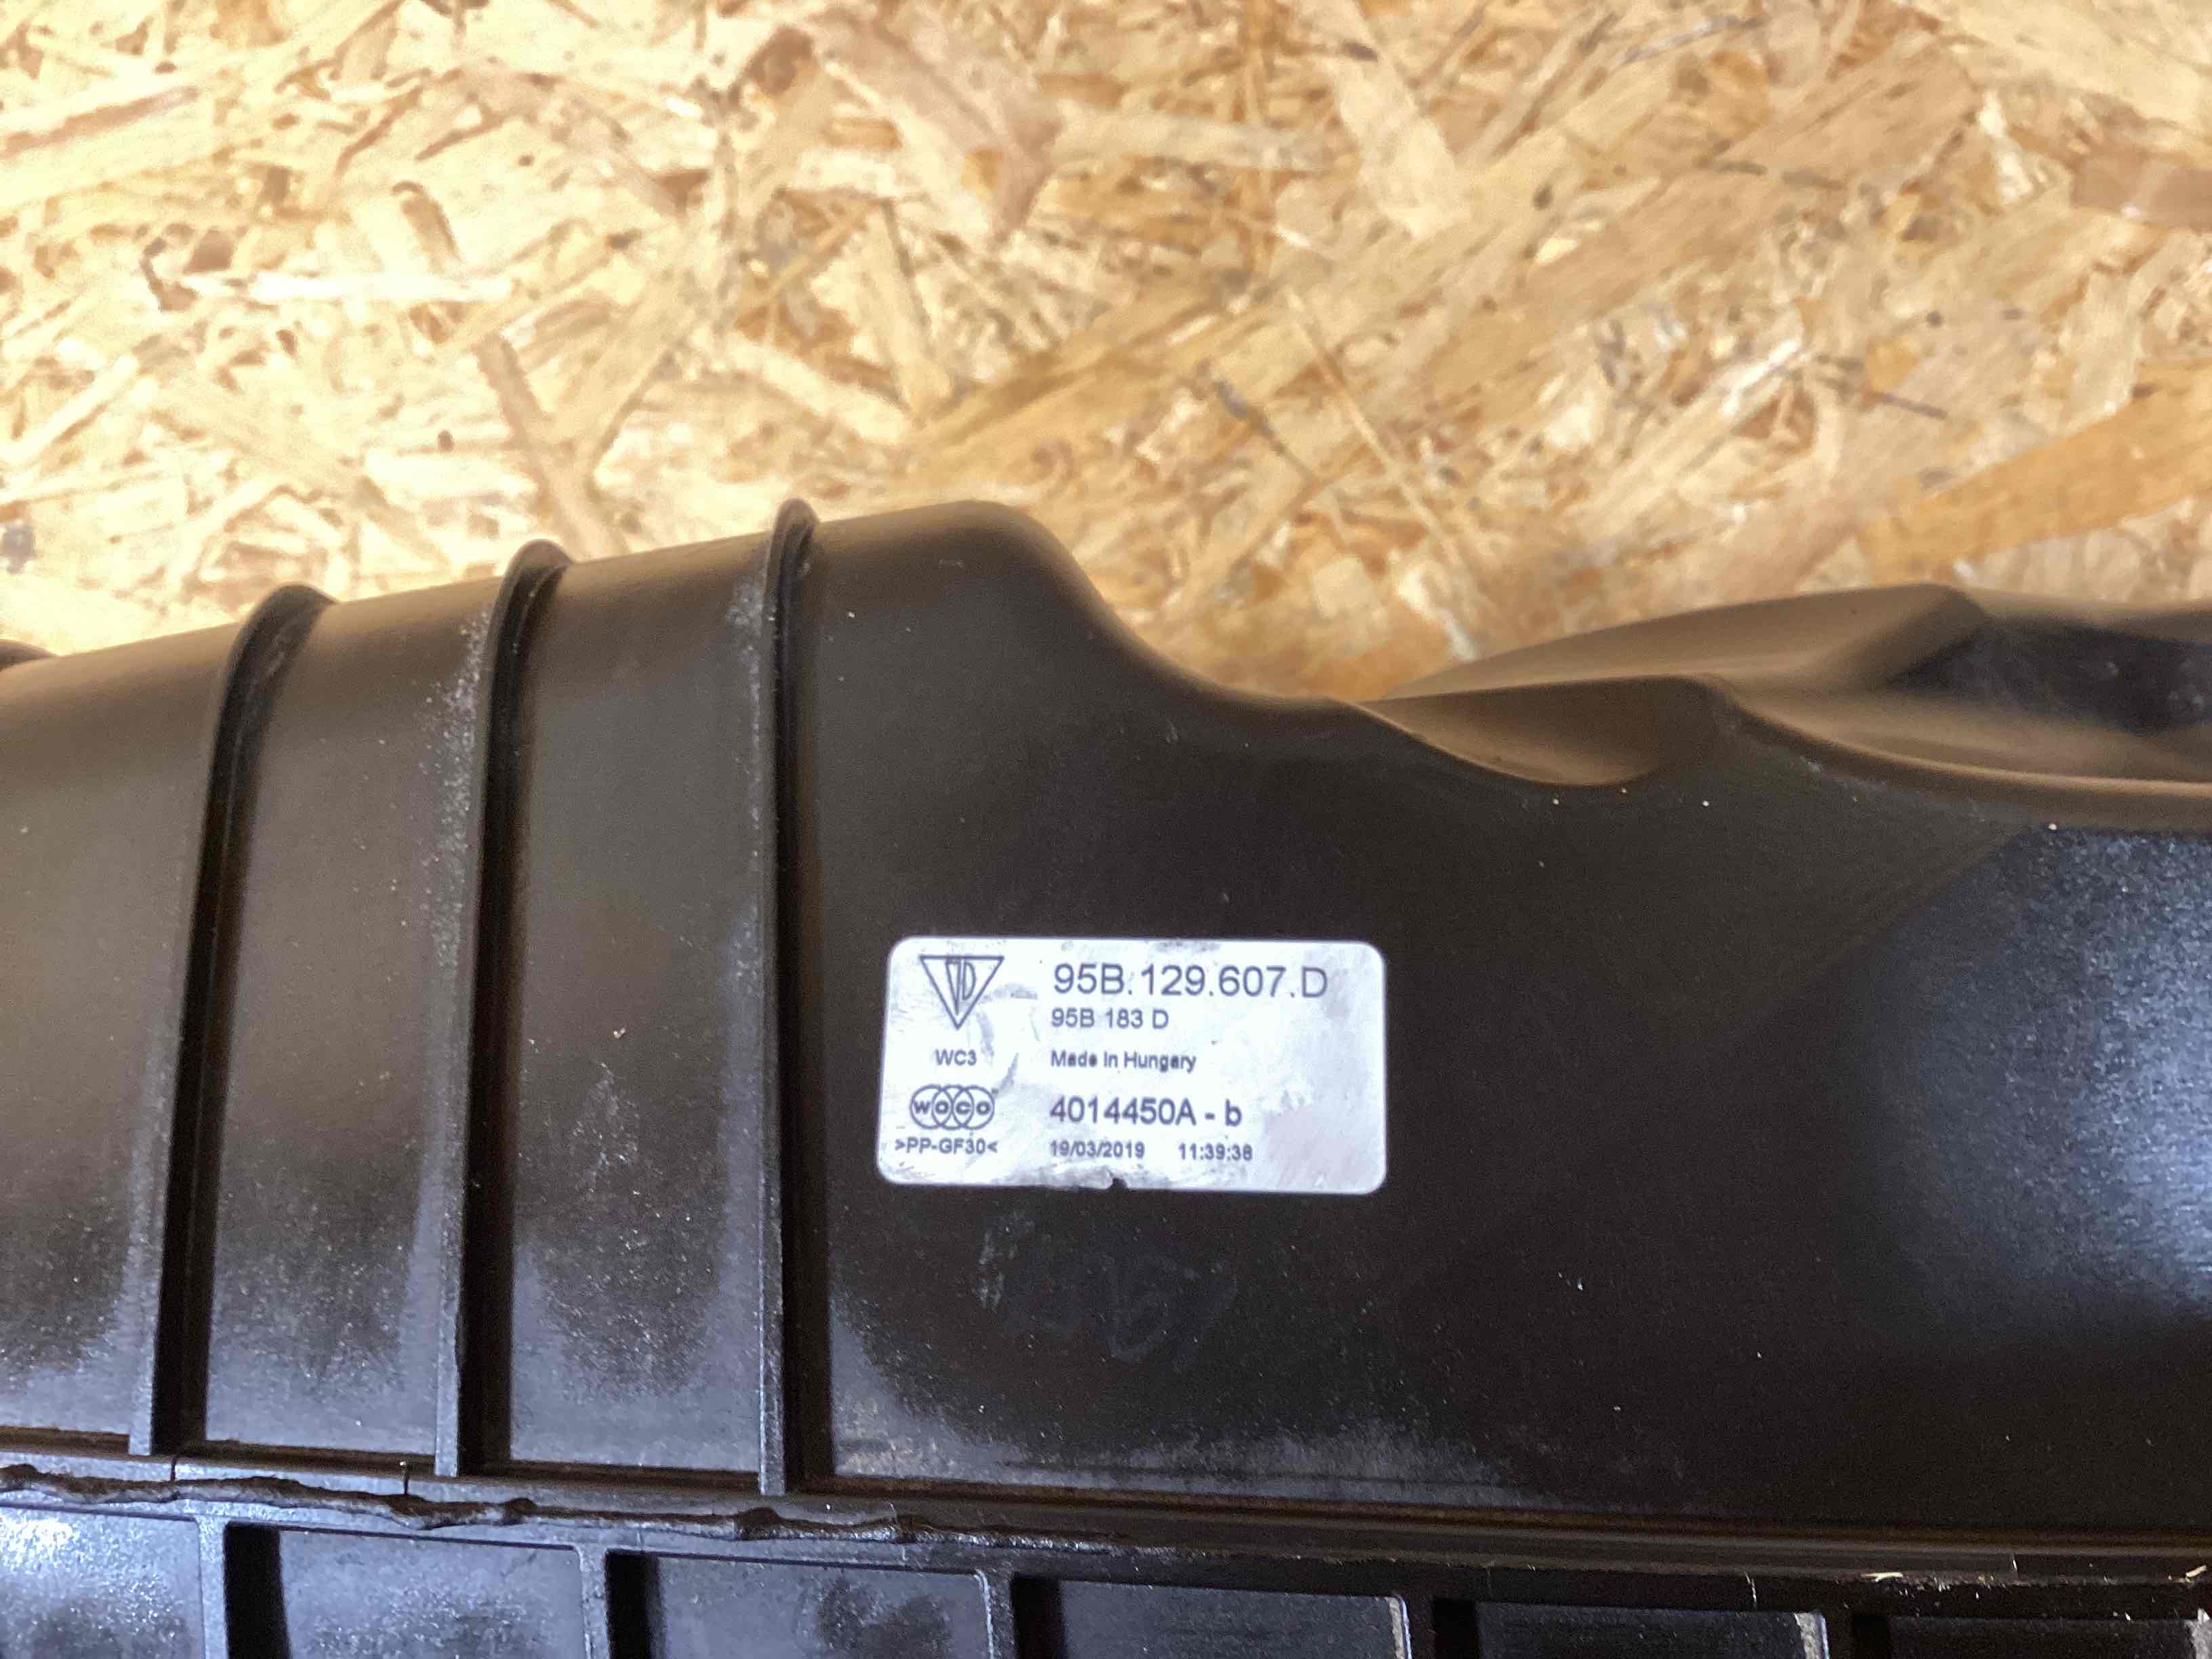 95B.129.607.D
95B 183 D
WC3 Made In Hungary
WOCO 4014450A - b
>PP-GF30< 19/03/2019 11:39:38